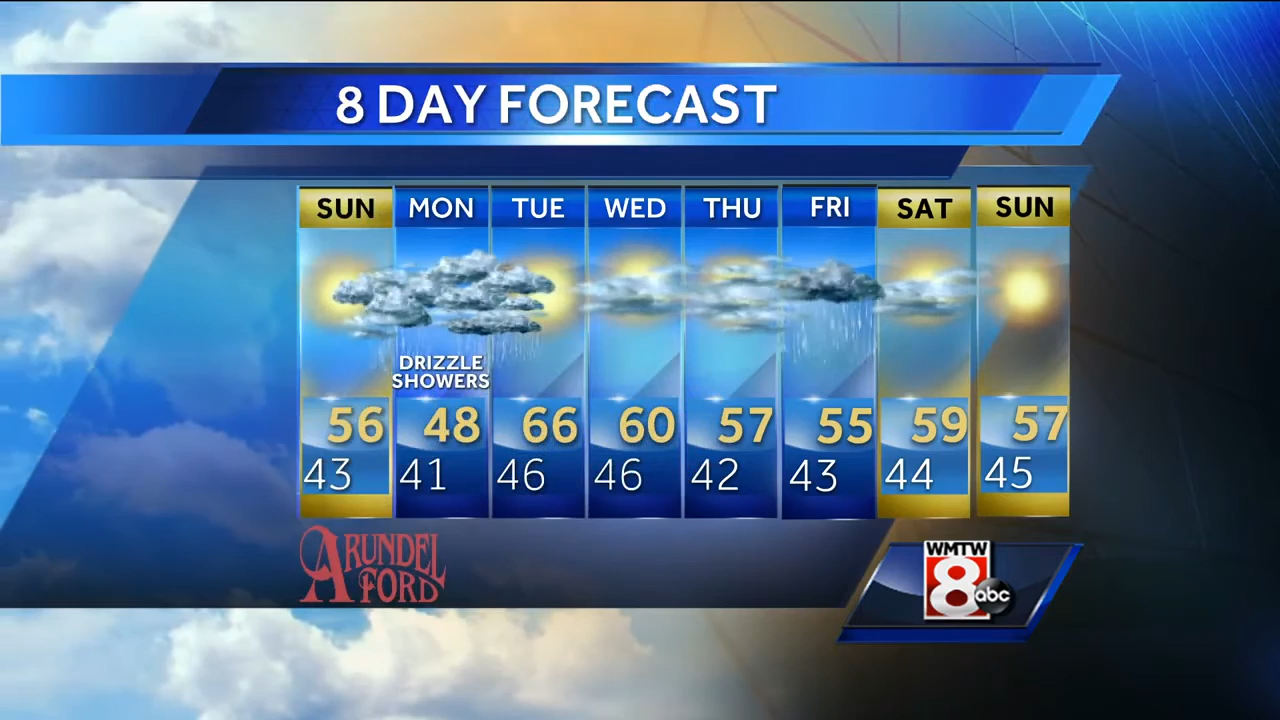 8 DAY FORECAST
SUN MON TUE WED THU FRI SAT SUN
DRIZZLE
SHOWERS
56 48 66 60 57 55 59 57
43 41 46 46 42 43 44 45
ARUNDEL
FORD
WMTW
8
abc